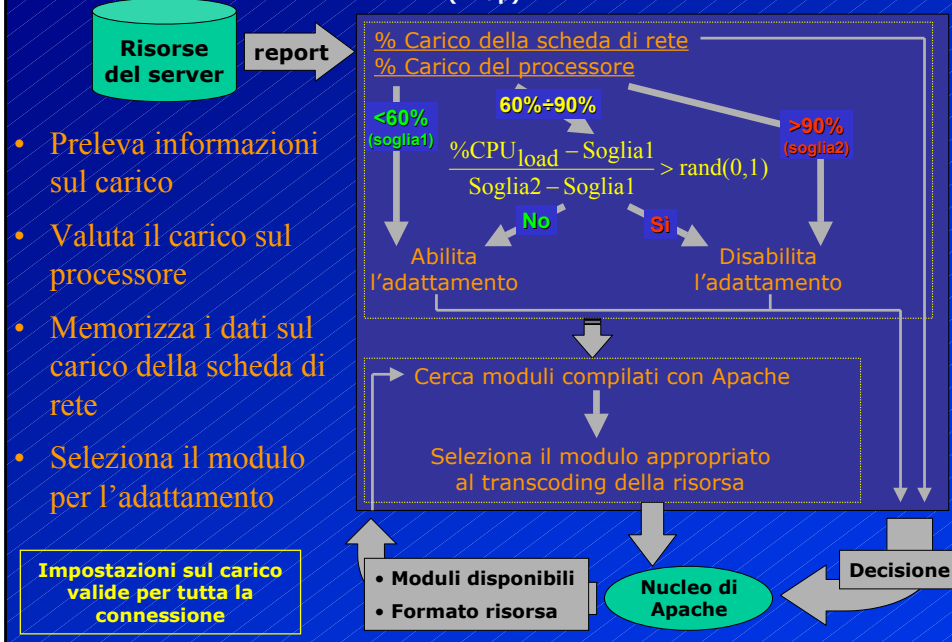 Risorse
del server
report
% Carico della scheda di rete
% Carico del processore
<60%
(soglia1)
60%÷90%
>90%
(soglia2)
%CPU load – Soglia1
Soglia2 – Soglia1
> rand(0,1)
No
Si
Abilita
l'adattamento
Disabilita
l'adattamento
• Preleva informazioni
sul carico
• Valuta il carico sul
processore
• Memorizza i dati sul
carico della scheda di
rete
• Seleziona il modulo
per l'adattamento
Cerca moduli compilati con Apache
Seleziona il modulo appropriato
al transcoding della risorsa
Impostazioni sul carico
valide per tutta la
connessione
• Moduli disponibili
• Formato risorsa
Nucleo di
Apache
Decisione